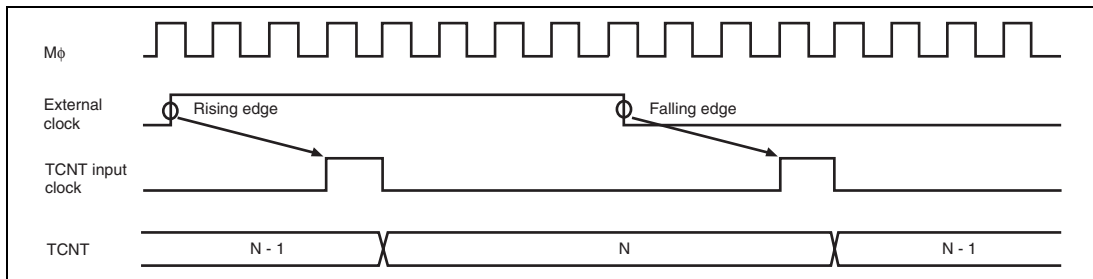 Mϕ
External
clock
Rising edge
Falling edge
TCNT input
clock
TCNT
N - 1
N
N - 1